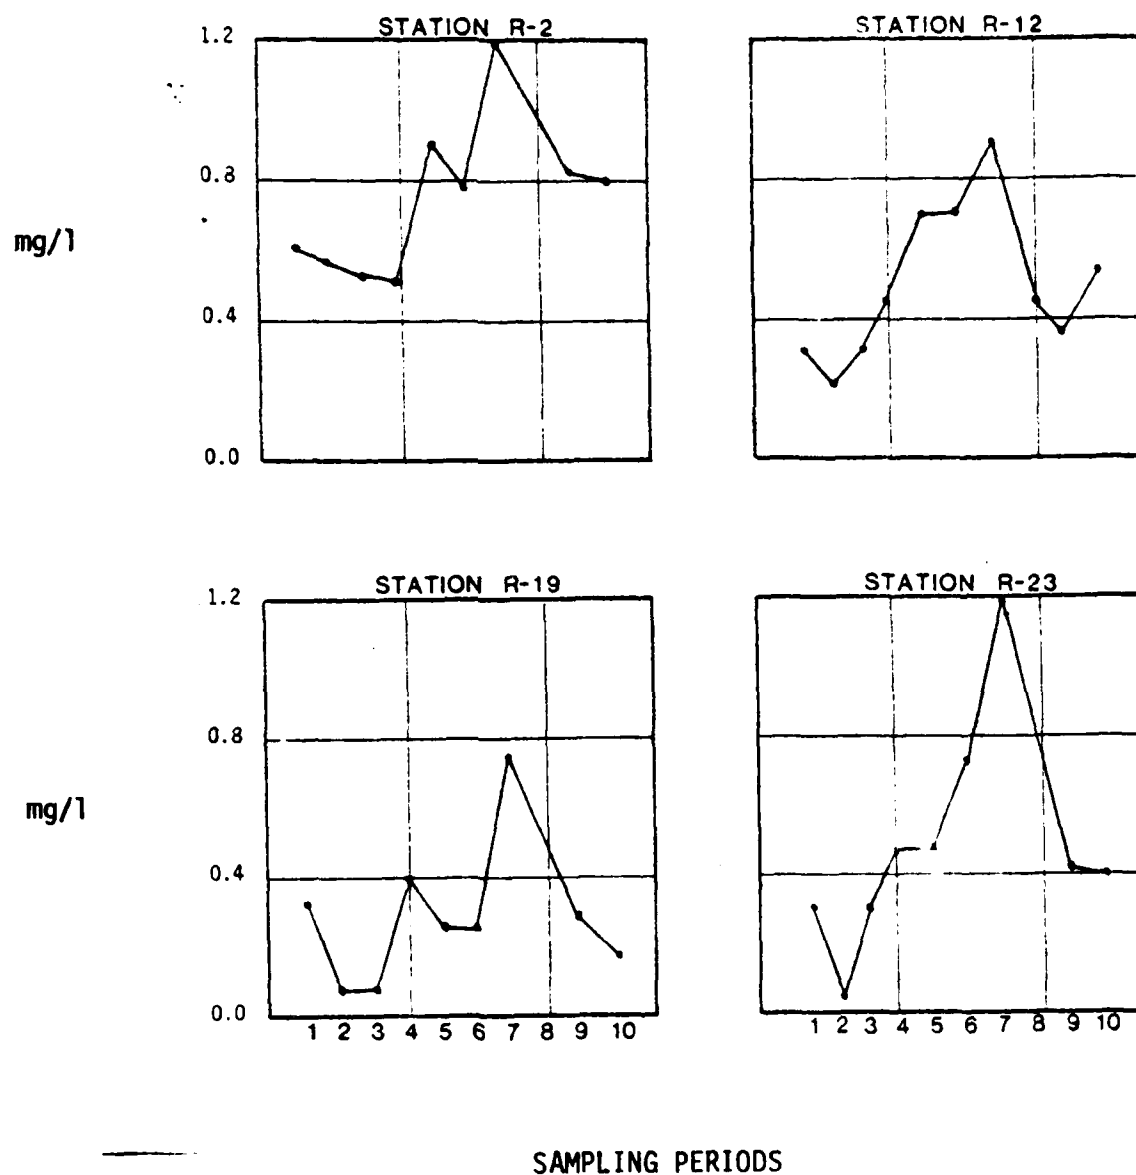 STATION R-2
STATION R-12
1.2
0.8
mg/l
0.4
0.0
STATION R-19
STATION R-23
1.2
0.8
mg/l
0.4
0.0
1 2 3 4 5 6 7 8 9 10
1 2 3 4 5 6 7 8 9 10
SAMPLING PERIODS